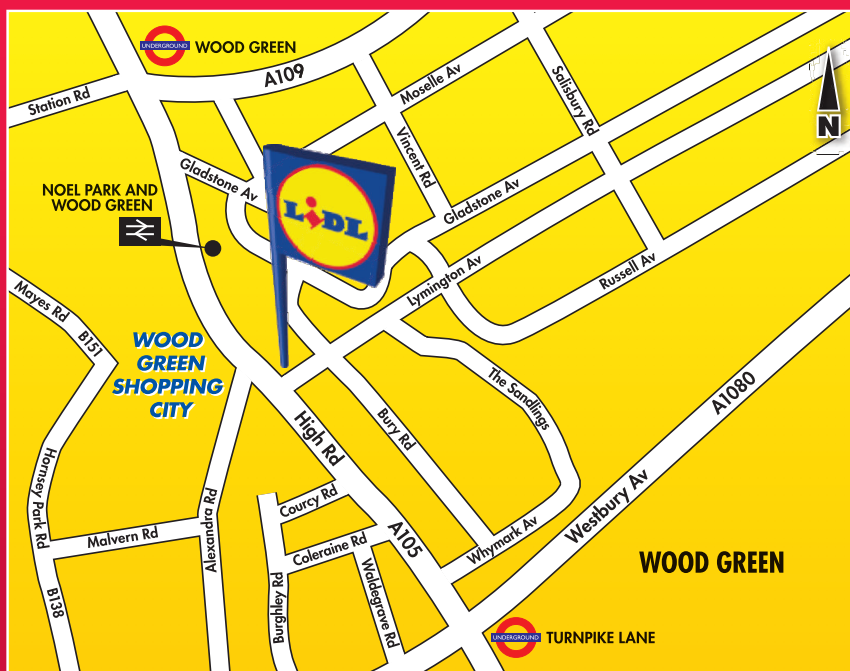 UNDERGROUND
WOOD GREEN
A109
Station Rd
Moselle Av
Salisbury Rd
N
Vincent Rd
Gladstone Av
LiDL
Gladstone Av
NOEL PARK AND
WOOD GREEN
Lymington Av
Russell Av
Mayes Rd
B151
WOOD
GREEN
SHOPPING
CITY
The Sandlings
A1080
High Rd
Bury Rd
Hornsey Park Rd
Alexandra Rd
Courcy Rd
Westbury Av
Malvern Rd
Coleraine Rd
A105
Whymark Av
WOOD GREEN
B138
Burghley Rd
Waldegrave Rd
UNDERGROUND
TURNPIKE LANE